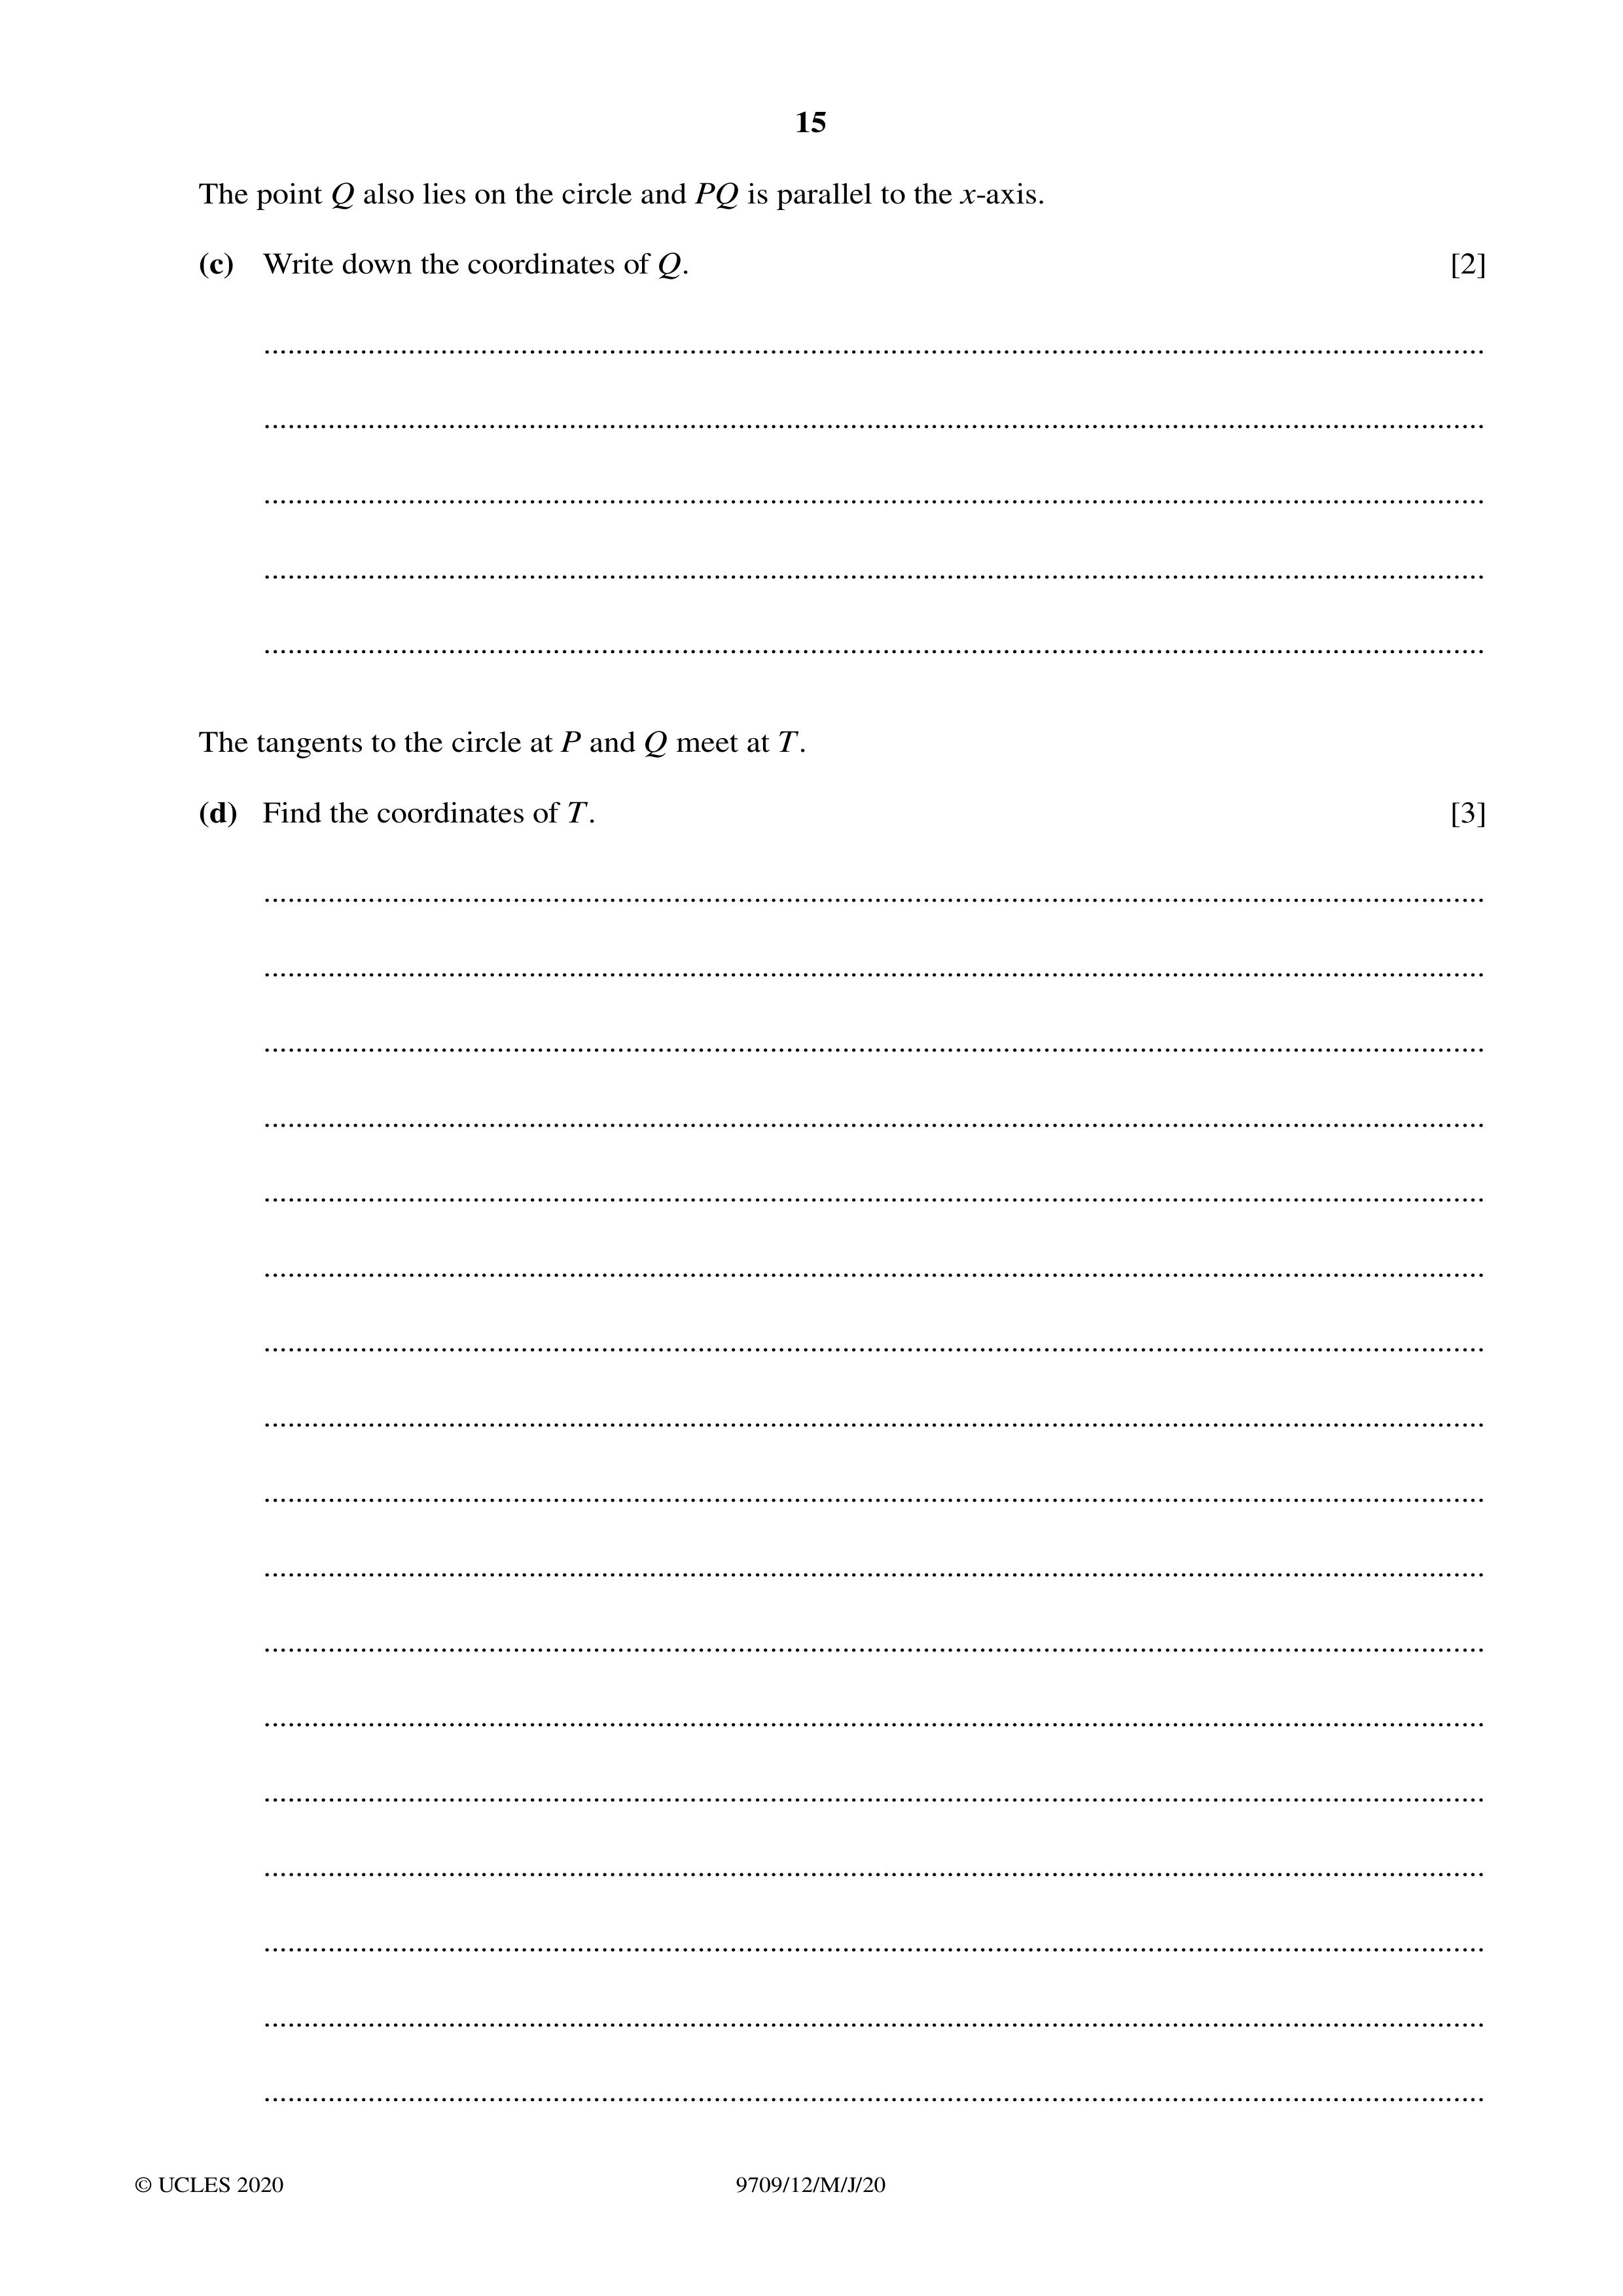 15
The point Q also lies on the circle and PQ is parallel to the x-axis.
(c) Write down the coordinates of Q. [2]
The tangents to the circle at P and Q meet at T.
(d) Find the coordinates of T. [3]
© UCLES 2020 9709/12/M/J/20